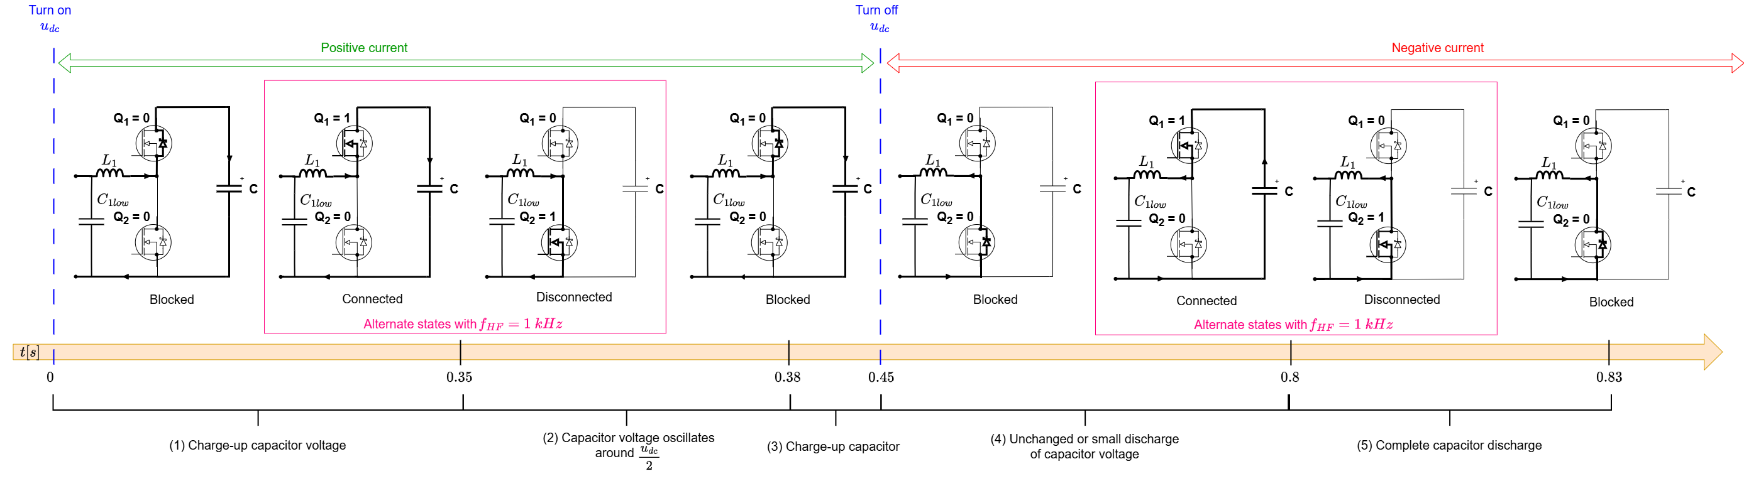 Turn on
u_dc
Turn off
u_dc
Positive current
Negative current
Q1 = 0
L1
C1low
Q2 = 0
+
C
Blocked
Q1 = 1
L1
C1low
Q2 = 0
+
C
Connected
Q1 = 0
L1
Q2 = 1
+
C
Disconnected
Alternate states with f_HF = 1 kHz
Q1 = 0
L1
C1low
Q2 = 0
+
C
Blocked
Q1 = 0
L1
C1low
Q2 = 0
+
C
Blocked
Q1 = 1
L1
C1low
Q2 = 0
+
C
Connected
Q1 = 0
L1
C1low
Q2 = 1
+
C
Disconnected
Alternate states with f_HF = 1 kHz
Q1 = 0
L1
C1low
Q2 = 0
+
C
Blocked
t[s]
0
0.35
0.38
0.45
0.8
0.83
(1) Charge-up capacitor voltage
(2) Capacitor voltage oscillates
around u_dc/2
(3) Charge-up capacitor
(4) Unchanged or small discharge
of capacitor voltage
(5) Complete capacitor discharge